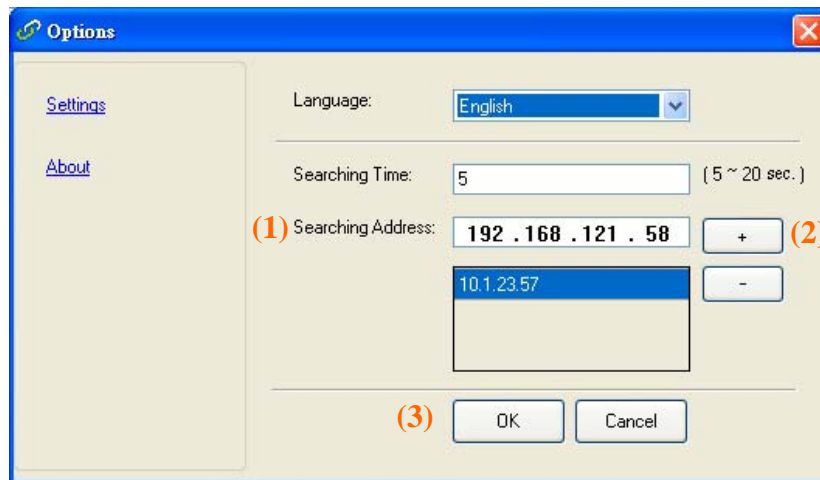 Options
Settings
About
Language:
English
Searching Time:
5
( 5 ~ 20 sec. )
(1) Searching Address:
192 . 168 . 121 . 58
+
(2)
10.1.23.57
-
(3)
OK
Cancel